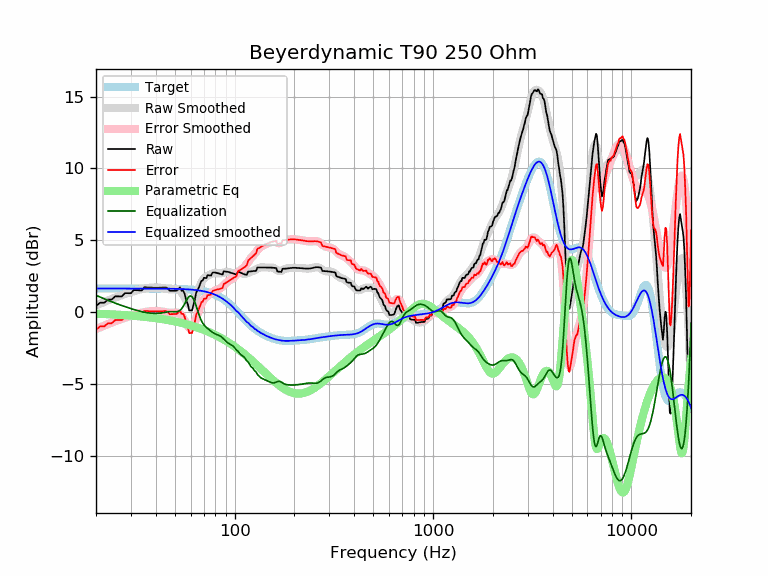 Beyerdynamic T90 250 Ohm
Target
Raw Smoothed
Error Smoothed
Raw
Error
Parametric Eq
Equalization
Equalized smoothed
15
10
5
0
−5
−10
Amplitude (dBr)
100
1000
10000
Frequency (Hz)